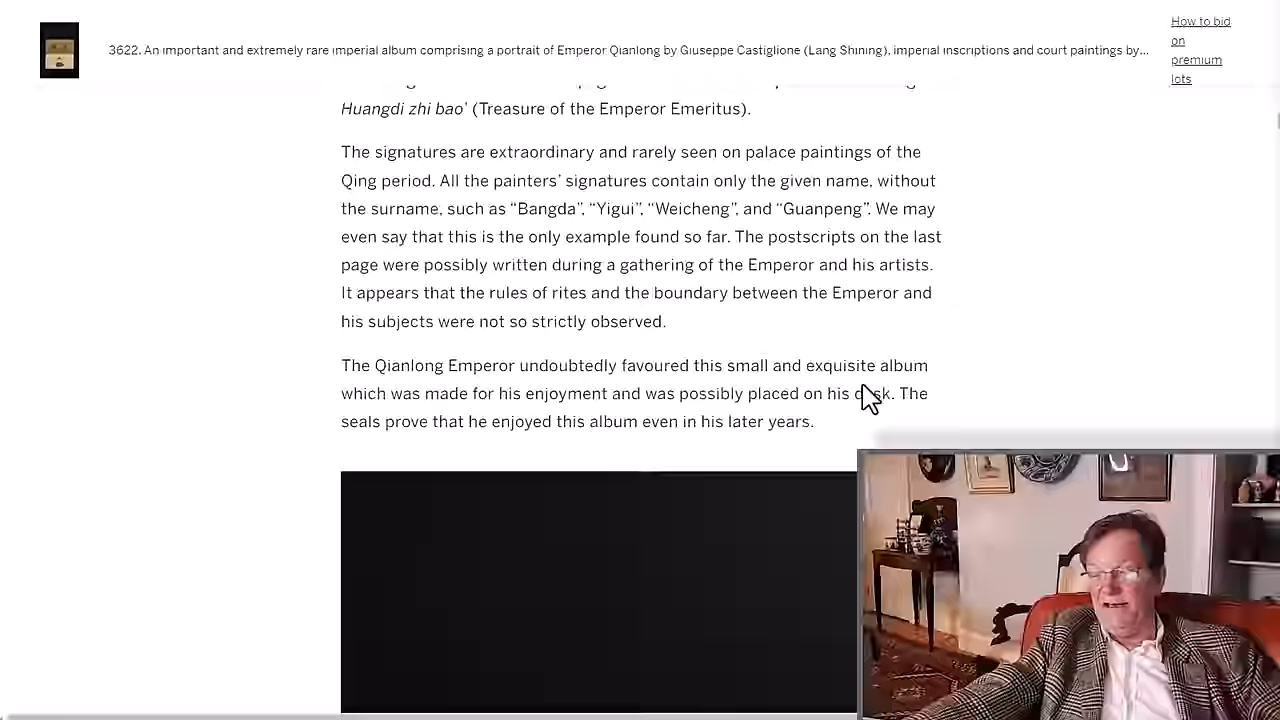 3622. An important and extremely rare imperial album comprising a portrait of Emperor Qianlong by Giuseppe Castiglione (Lang Shining), imperial inscriptions and court paintings by...
How to bid
on
premium
lots
Huangdi zhi bao' (Treasure of the Emperor Emeritus).
The signatures are extraordinary and rarely seen on palace paintings of the
Qing period. All the painters' signatures contain only the given name, without
the surname, such as “Bangda”, “Yigui”, “Weicheng”, and “Guanpeng”. We may
even say that this is the only example found so far. The postscripts on the last
page were possibly written during a gathering of the Emperor and his artists.
It appears that the rules of rites and the boundary between the Emperor and
his subjects were not so strictly observed.
The Qianlong Emperor undoubtedly favoured this small and exquisite album
which was made for his enjoyment and was possibly placed on his desk. The
seals prove that he enjoyed this album even in his later years.